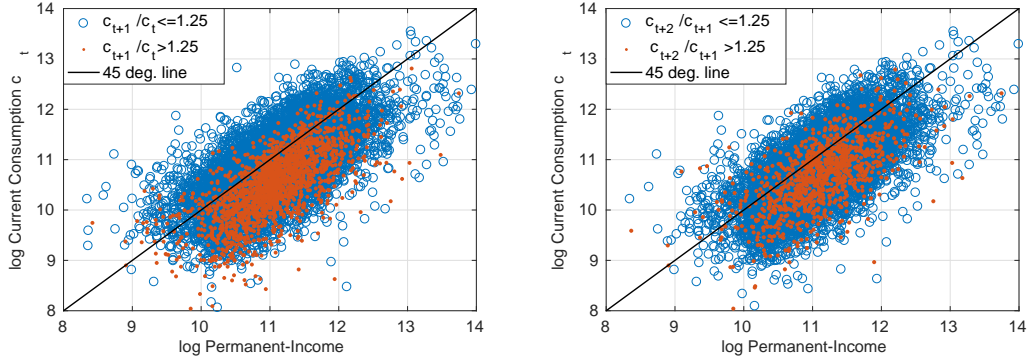 c_{t+1} /c_t<=1.25
c_{t+1} /c_t>1.25
45 deg. line
log Current Consumption c_t
14
13
12
11
10
9
8
8 9 10 11 12 13 14
log Permanent-Income
c_{t+2} /c_{t+1} <=1.25
c_{t+2} /c_{t+1} >1.25
45 deg. line
log Current Consumption c_t
14
13
12
11
10
9
8
8 9 10 11 12 13 14
log Permanent-Income